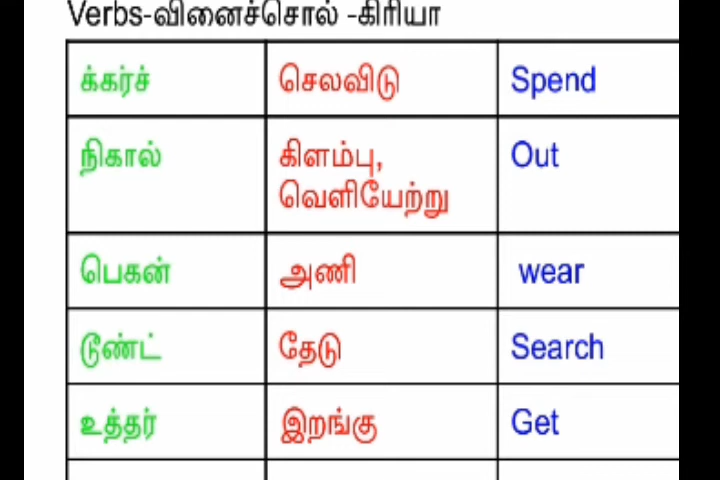 Verbs-வினைச்சொல் -கிரியா
க்கர்ச் செலவிடு Spend
நிகால் கிளம்பு, Out
வெளியேற்று
பெகன் அணி wear
டூண்ட் தேடு Search
உத்தர் இறங்கு Get